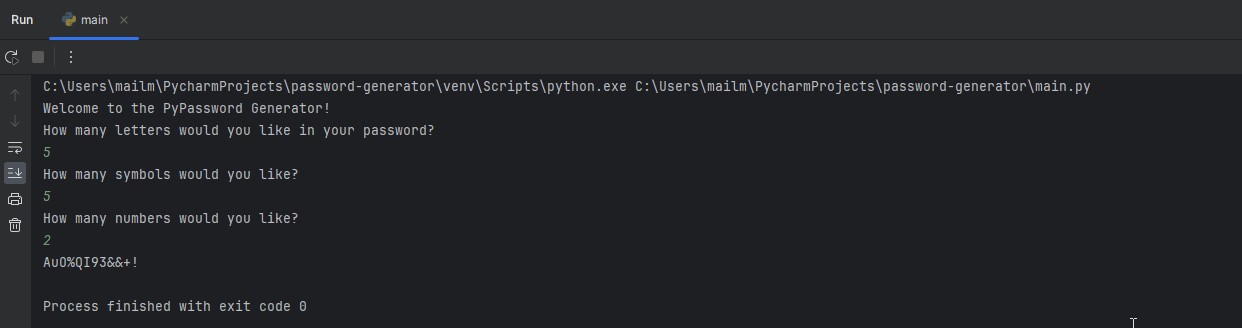 Run main
C:\Users\mailm\PycharmProjects\password-generator\venv\Scripts\python.exe C:\Users\mailm\PycharmProjects\password-generator\main.py
Welcome to the PyPassword Generator!
How many letters would you like in your password?
5
How many symbols would you like?
5
How many numbers would you like?
2
AuO%QI93&&+!
Process finished with exit code 0